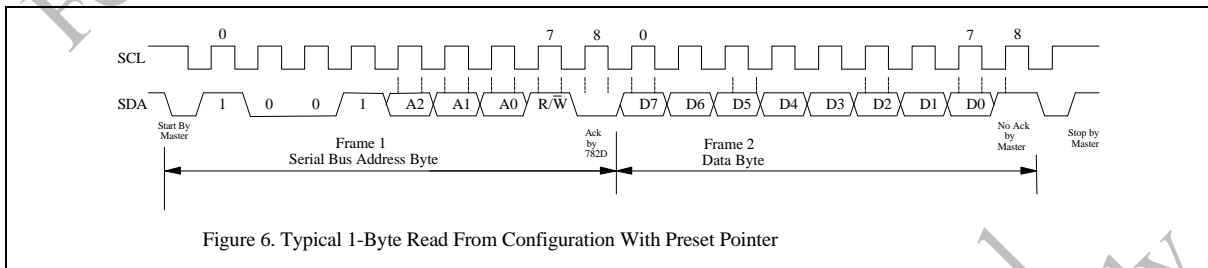 0 7 8 0 7 8
SCL
SDA 1 0 0 1 A2 A1 A0 R/W̅ D7 D6 D5 D4 D3 D2 D1 D0
Start By
Master
Ack
by
782D
No Ack
by
Master
Stop by
Master
Frame 1
Serial Bus Address Byte
Frame 2
Data Byte
Figure 6. Typical 1-Byte Read From Configuration With Preset Pointer